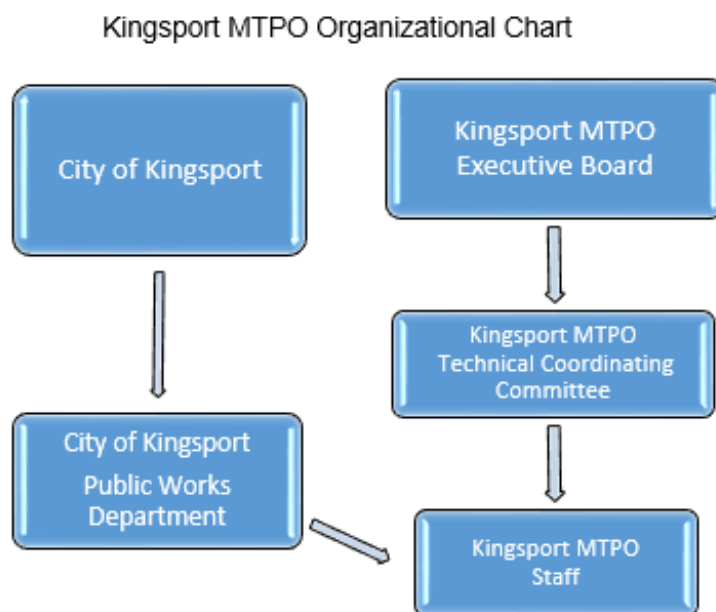 Kingsport MTPO Organizational Chart
City of Kingsport
Kingsport MTPO
Executive Board
Kingsport MTPO
Technical Coordinating
Committee
City of Kingsport
Public Works
Department
Kingsport MTPO
Staff